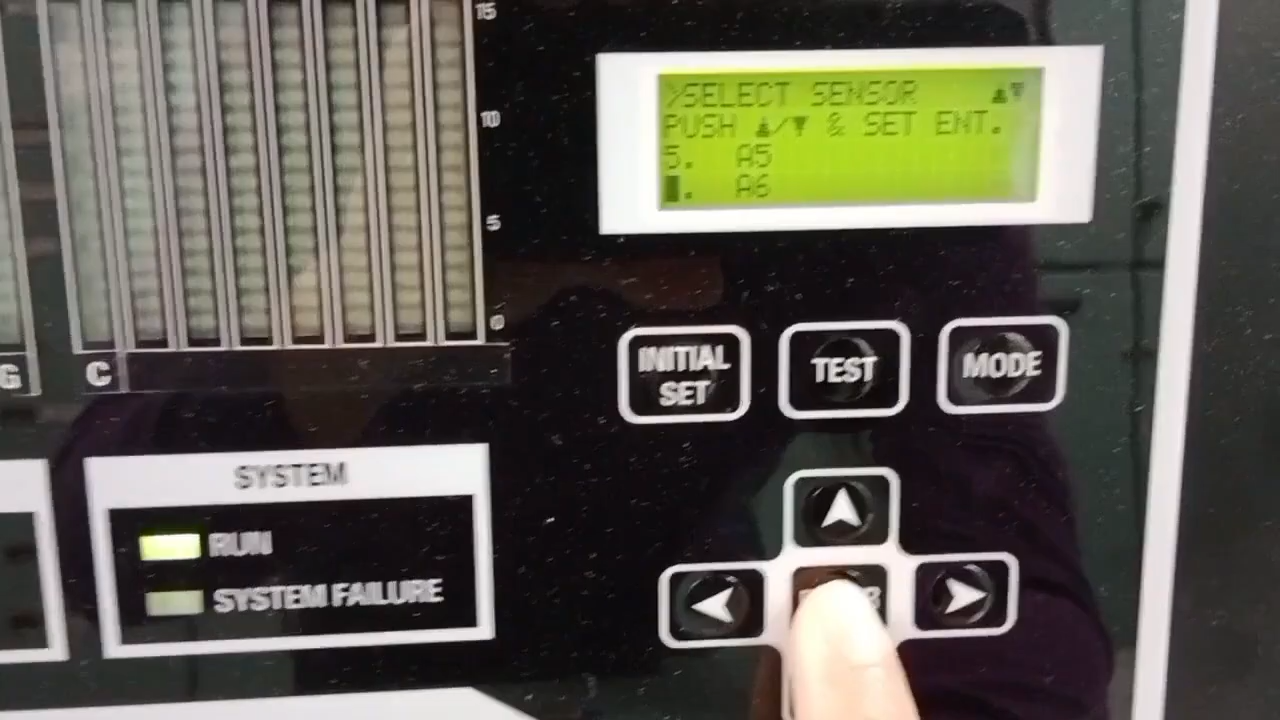 15
10
5
0
>SELECT SENSOR
PUSH / & SET ENT.
5. A5
. A6
INITIAL SET
TEST
MODE
G
C
SYSTEM
RUN
SYSTEM FAILURE